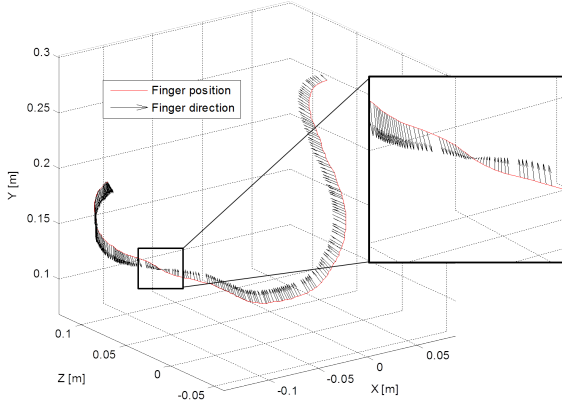 0.3
Finger position
Finger direction
0.25
0.2
Y [m]
0.15
0.1
0.1
0.05
0.05
Z [m]
0
0
-0.05
X [m]
-0.05
-0.1